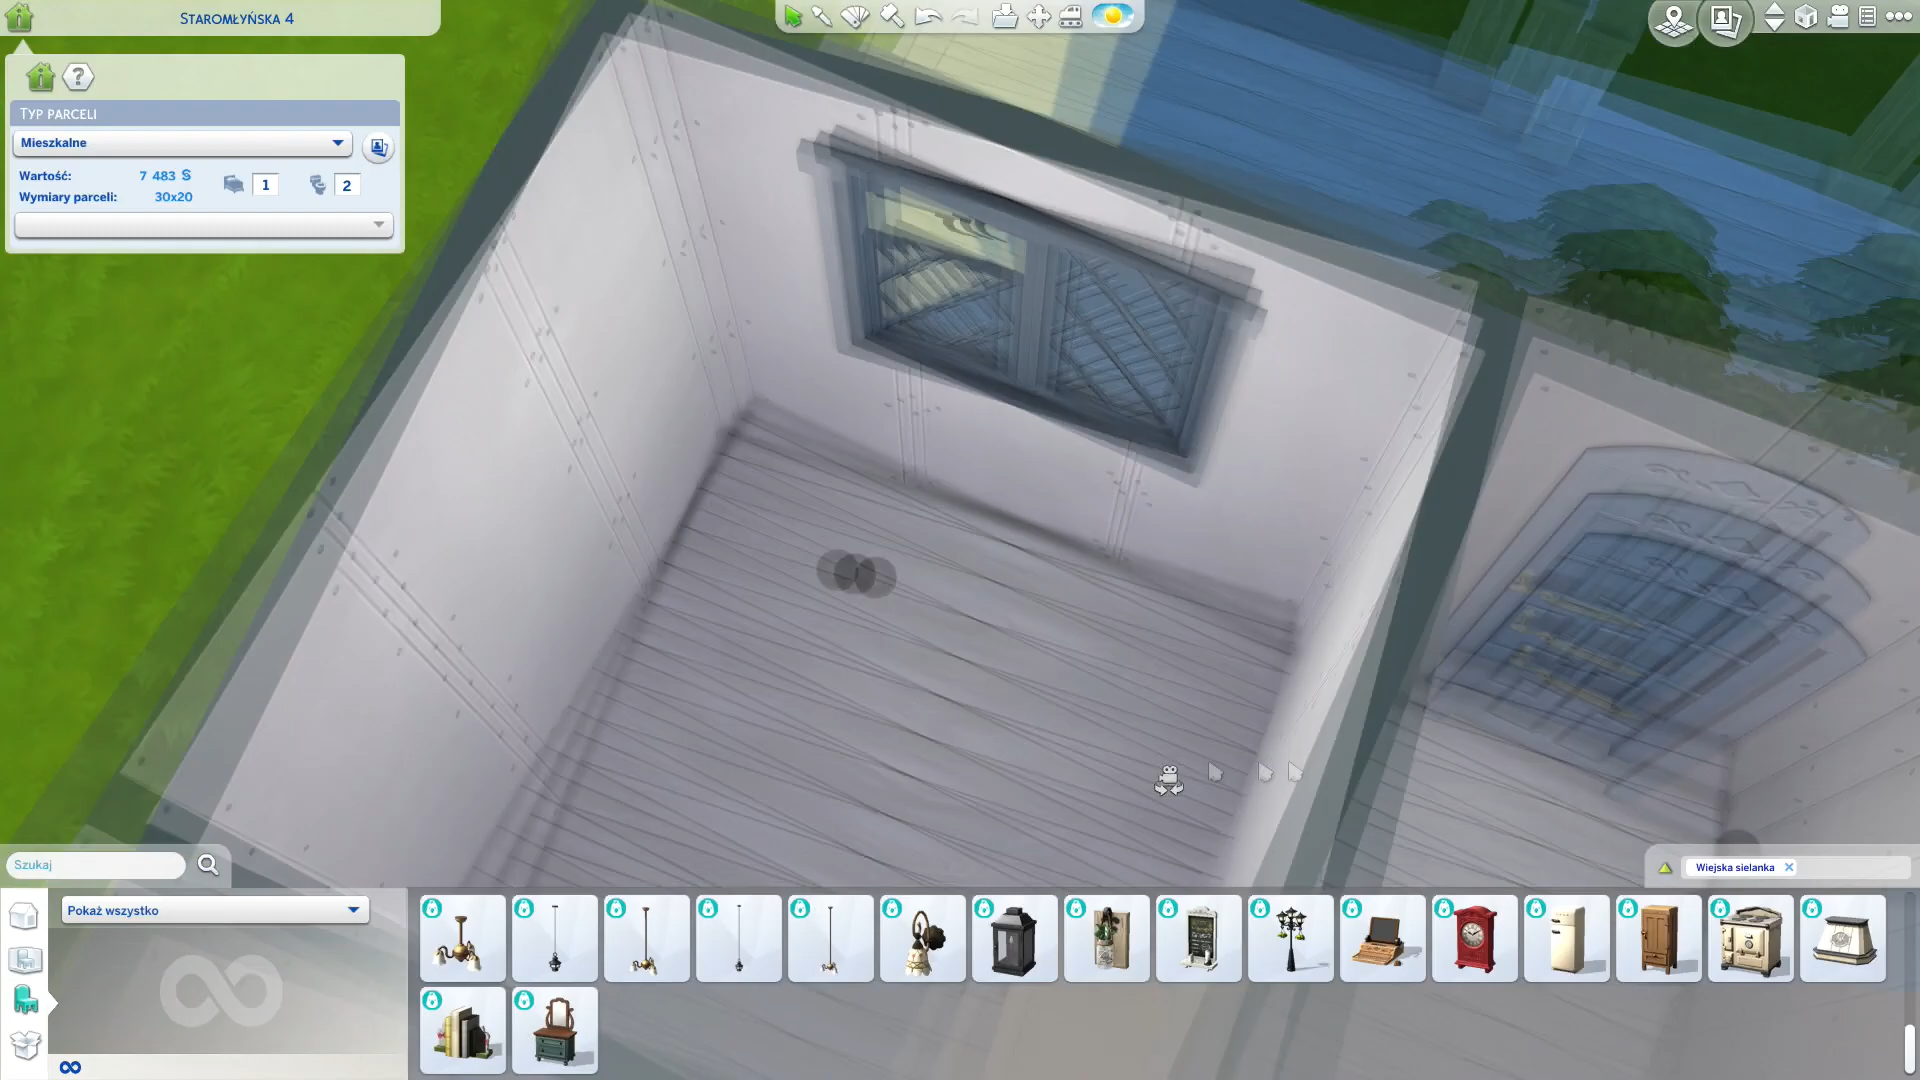 Staromłyńska 4
Typ parceli
Mieszkalne
Wartość: 7 483 § 1 2
Wymiary parceli: 30x20
Szukaj
Wiejska sielanka
Pokaż wszystko